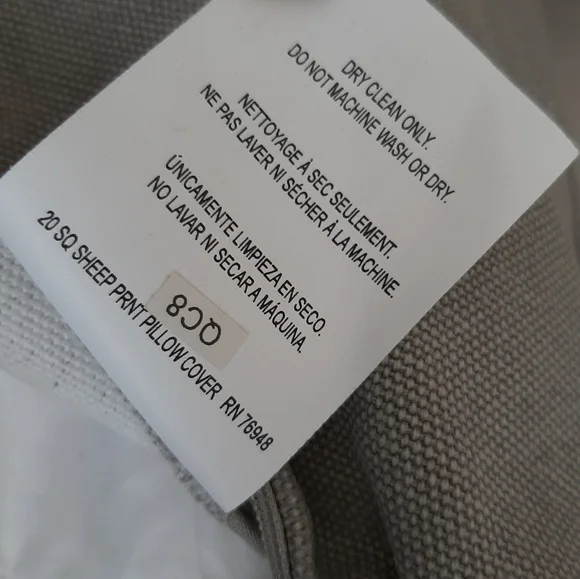 DRY CLEAN ONLY.
DO NOT MACHINE WASH OR DRY.
NETTOYAGE À SEC SEULEMENT.
NE PAS LAVER NI SÉCHER À LA MACHINE.
ÚNICAMENTE LIMPIEZA EN SECO.
NO LAVAR NI SECAR A MÁQUINA.
QC8
20 SQ SHEEP PRNT PILLOW COVER RN 76948